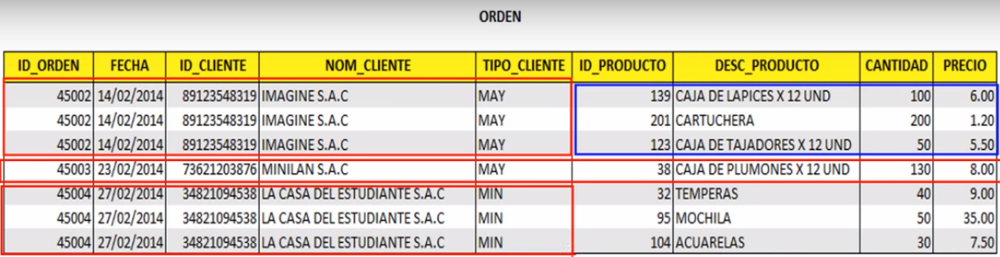 ORDEN
ID_ORDEN FECHA ID_CLIENTE NOM_CLIENTE TIPO_CLIENTE ID_PRODUCTO DESC_PRODUCTO CANTIDAD PRECIO
45002 14/02/2014 89123548319 IMAGINE S.A.C MAY 139 CAJA DE LAPICES X 12 UND 100 6.00
45002 14/02/2014 89123548319 IMAGINE S.A.C MAY 201 CARTUCHERA 200 1.20
45002 14/02/2014 89123548319 IMAGINE S.A.C MAY 123 CAJA DE TAJADORES X 12 UND 50 5.50
45003 23/02/2014 73621203876 MINILAN S.A.C MAY 38 CAJA DE PLUMONES X 12 UND 130 8.00
45004 27/02/2014 34821094538 LA CASA DEL ESTUDIANTE S.A.C MIN 32 TEMPERAS 40 9.00
45004 27/02/2014 34821094538 LA CASA DEL ESTUDIANTE S.A.C MIN 95 MOCHILA 50 35.00
45004 27/02/2014 34821094538 LA CASA DEL ESTUDIANTE S.A.C MIN 104 ACUARELAS 30 7.50